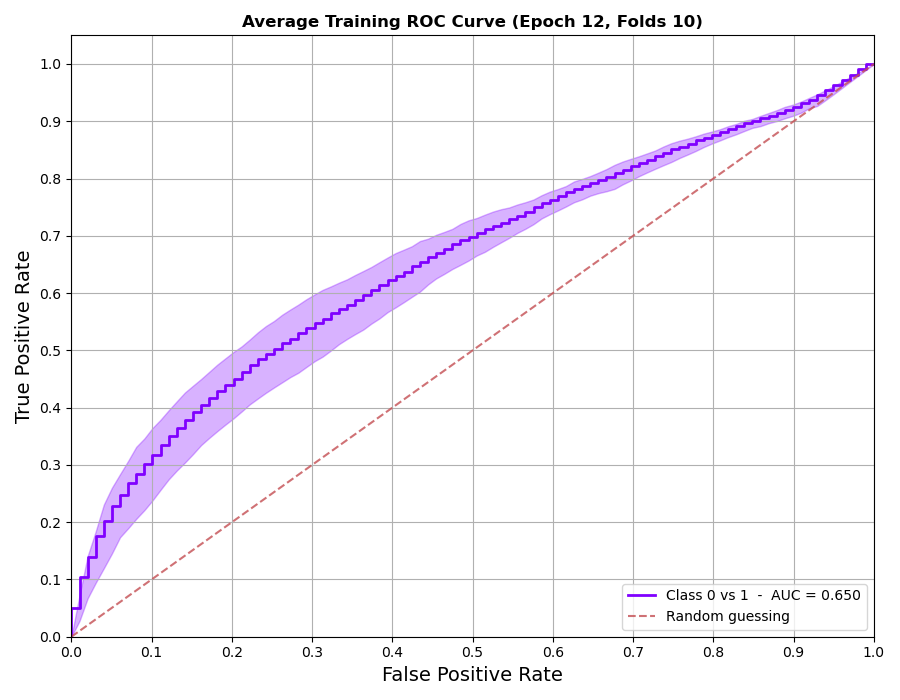 Average Training ROC Curve (Epoch 12, Folds 10)
True Positive Rate
1.0
0.9
0.8
0.7
0.6
0.5
0.4
0.3
0.2
0.1
0.0
0.0 0.1 0.2 0.3 0.4 0.5 0.6 0.7 0.8 0.9 1.0
False Positive Rate
Class 0 vs 1 - AUC = 0.650
Random guessing